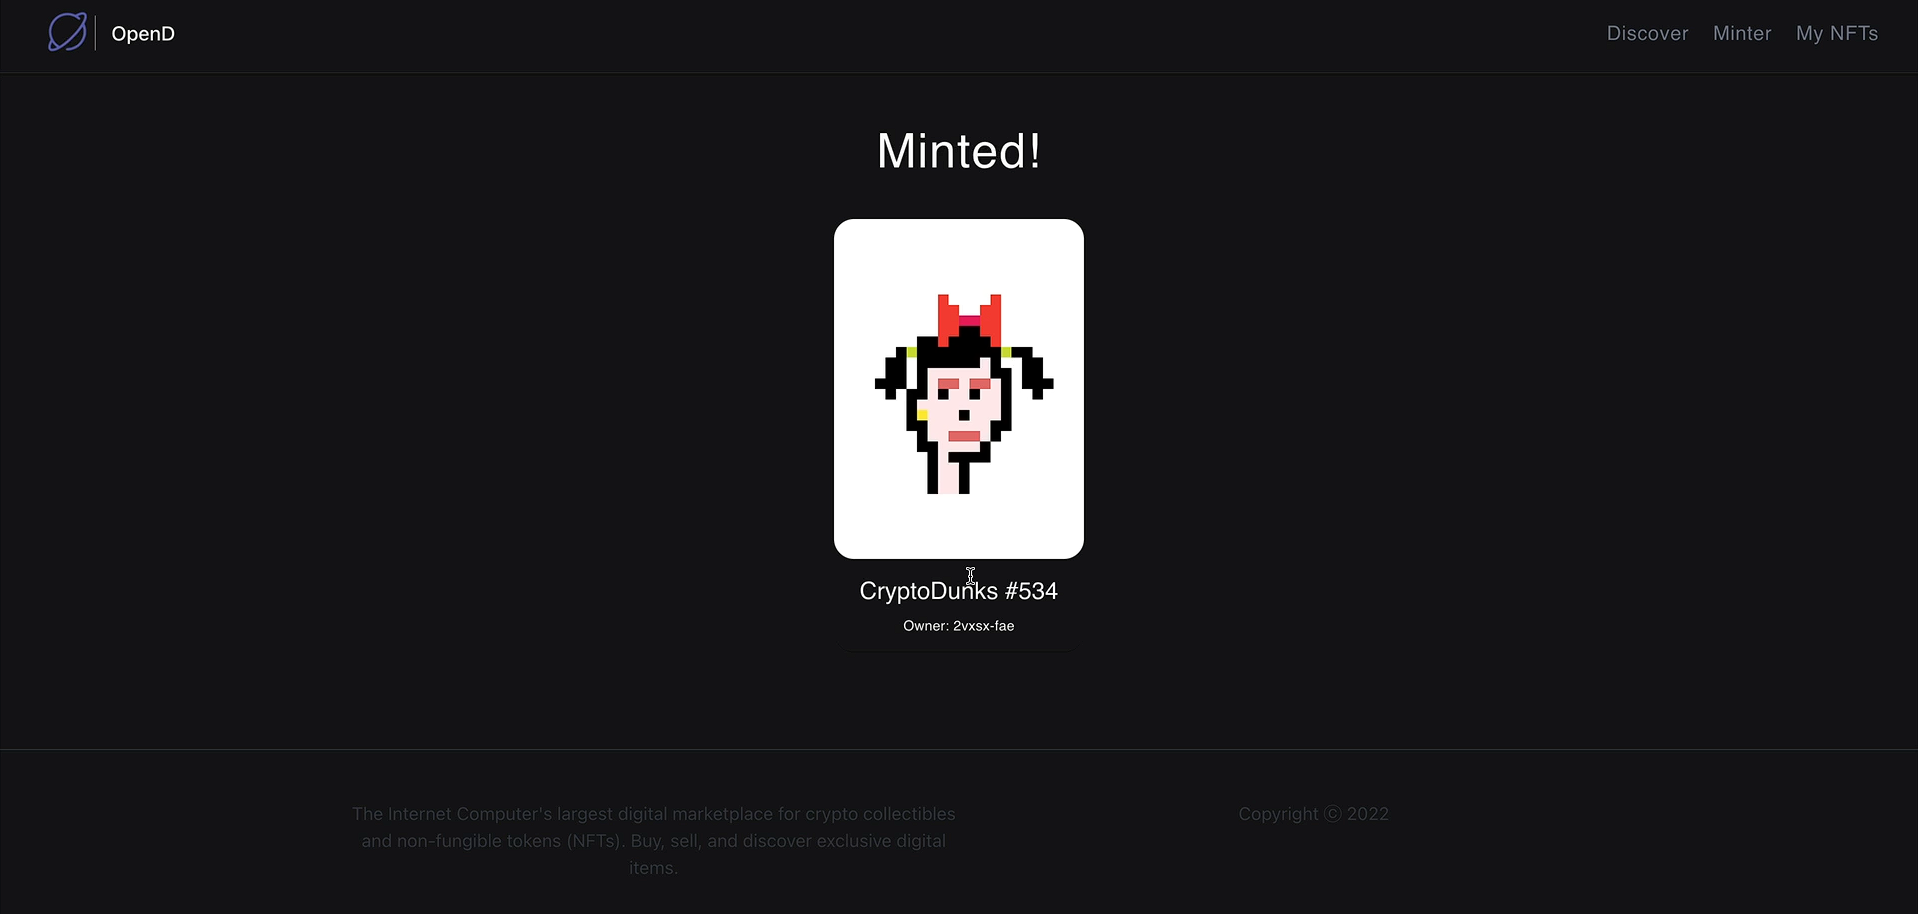 OpenD
Discover Minter My NFTs
Minted!
CryptoDunks #534
Owner: 2vxsx-fae
The Internet Computer's largest digital marketplace for crypto collectibles
and non-fungible tokens (NFTs). Buy, sell, and discover exclusive digital
items.
Copyright ⓒ 2022